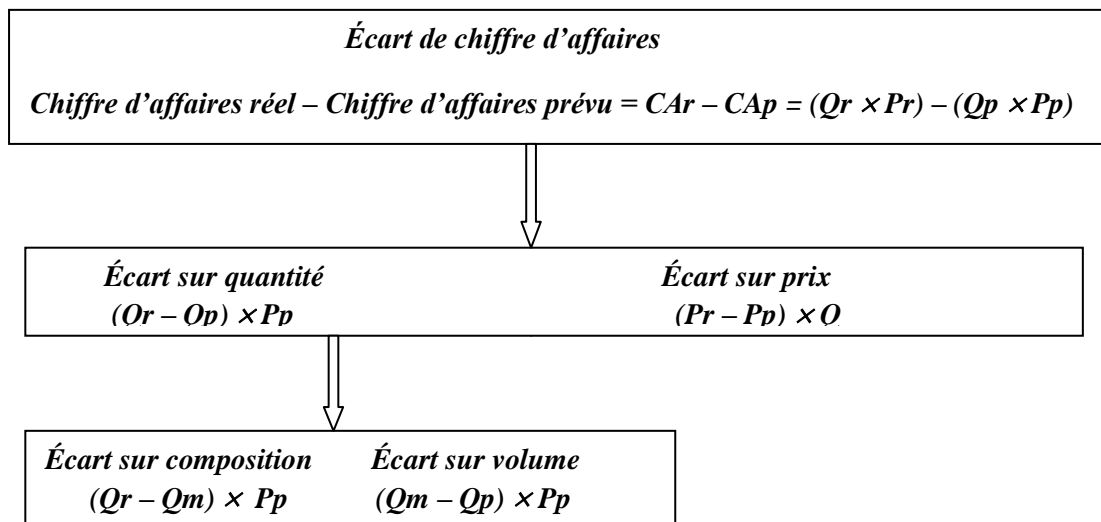 Écart de chiffre d'affaires
Chiffre d'affaires réel – Chiffre d'affaires prévu = CAr – CAp = (Qr × Pr) – (Qp × Pp)
Écart sur quantité
(Qr – Qp) × Pp
Écart sur prix
(Pr – Pp) × Q
Écart sur composition
(Qr – Qm) × Pp
Écart sur volume
(Qm – Qp) × Pp